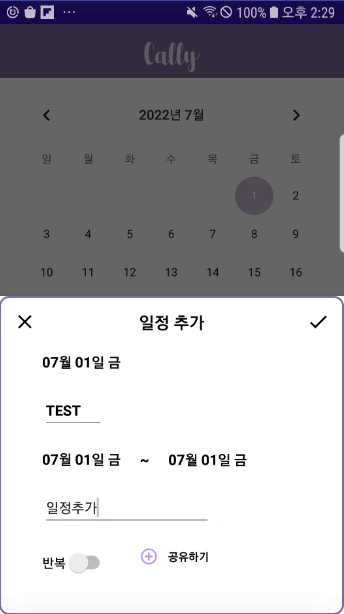 100% 오후 2:29
Cally
2022년 7월
일 월 화 수 목 금 토
1 2
3 4 5 6 7 8 9
10 11 12 13 14 15 16
일정 추가
07월 01일 금
TEST
07월 01일 금 ~ 07월 01일 금
일정추가
반복 공유하기